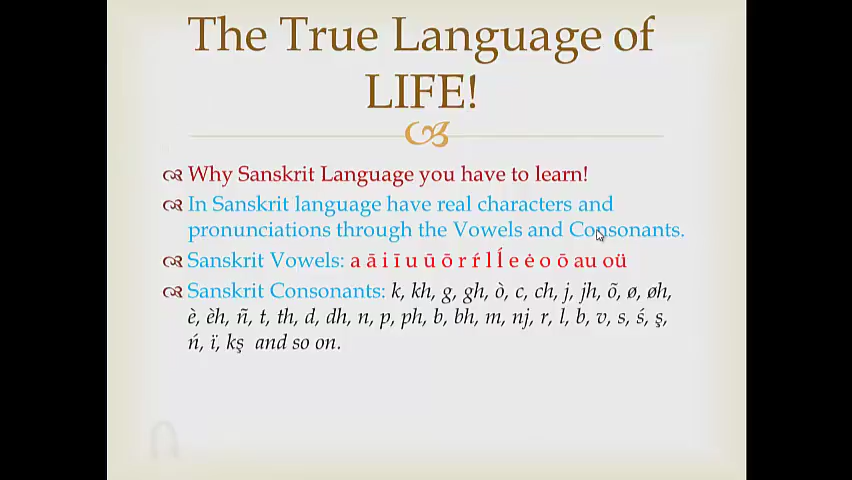 The True Language of
LIFE!
Why Sanskrit Language you have to learn!
In Sanskrit language have real characters and
pronunciations through the Vowels and Consonants.
Sanskrit Vowels: a ā i ī u ū ō r ŕ l ĺ e ė o ō au oü
Sanskrit Consonants: k, kh, g, gh, ò, c, ch, j, jh, õ, ø, øh,
è, èh, ñ, t, th, d, dh, n, p, ph, b, bh, m, nj, r, l, b, v, s, ś, ş,
ń, ï, kş and so on.